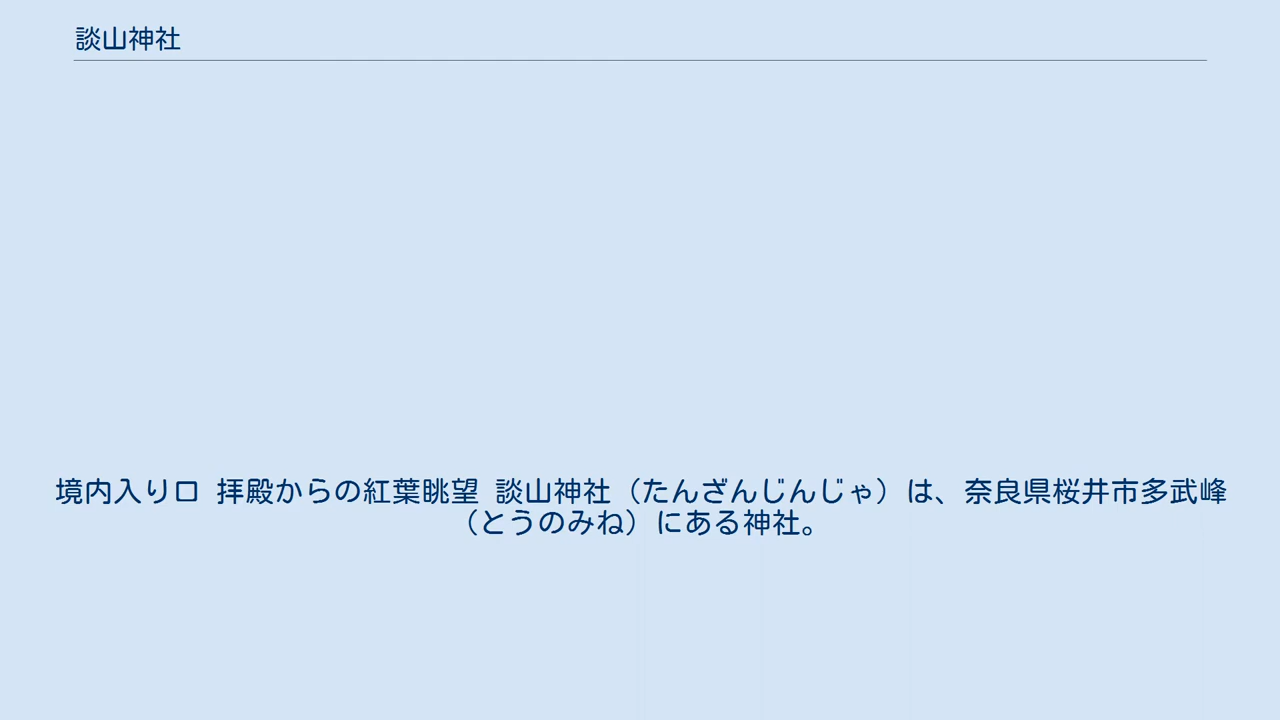 談山神社
境内入り口 拝殿からの紅葉眺望 談山神社（たんざんじんじゃ）は、奈良県桜井市多武峰
（とうのみね）にある神社。